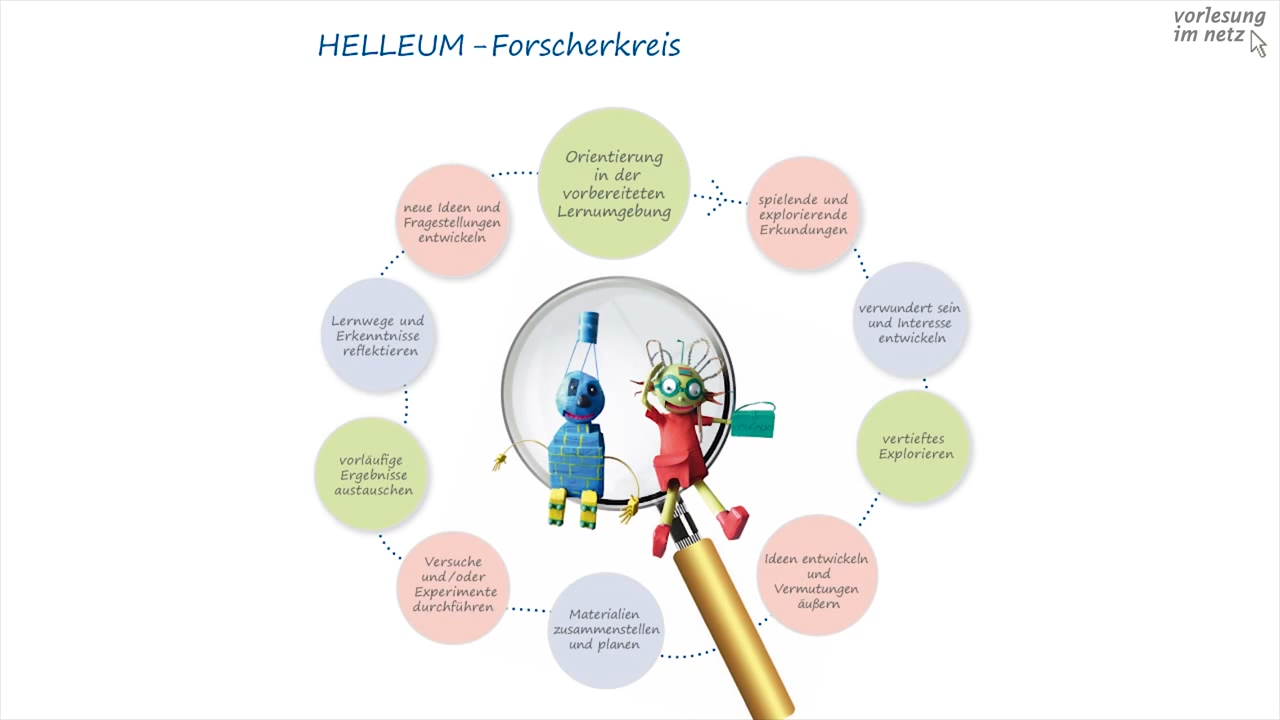 HELLEUM -Forscherkreis
vorlesung
im netz
Orientierung
in der
vorbereiteten
Lernumgebung
spielende und
explorierende
Erkundungen
verwundert sein
und Interesse
entwickeln
vertieftes
Explorieren
Ideen entwickeln
und
Vermutungen
äußern
Materialien
zusammenstellen
und planen
Versuche
und/oder
Experimente
durchführen
vorläufige
Ergebnisse
austauschen
Lernwege und
Erkenntnisse
reflektieren
neue Ideen und
Fragestellungen
entwickeln